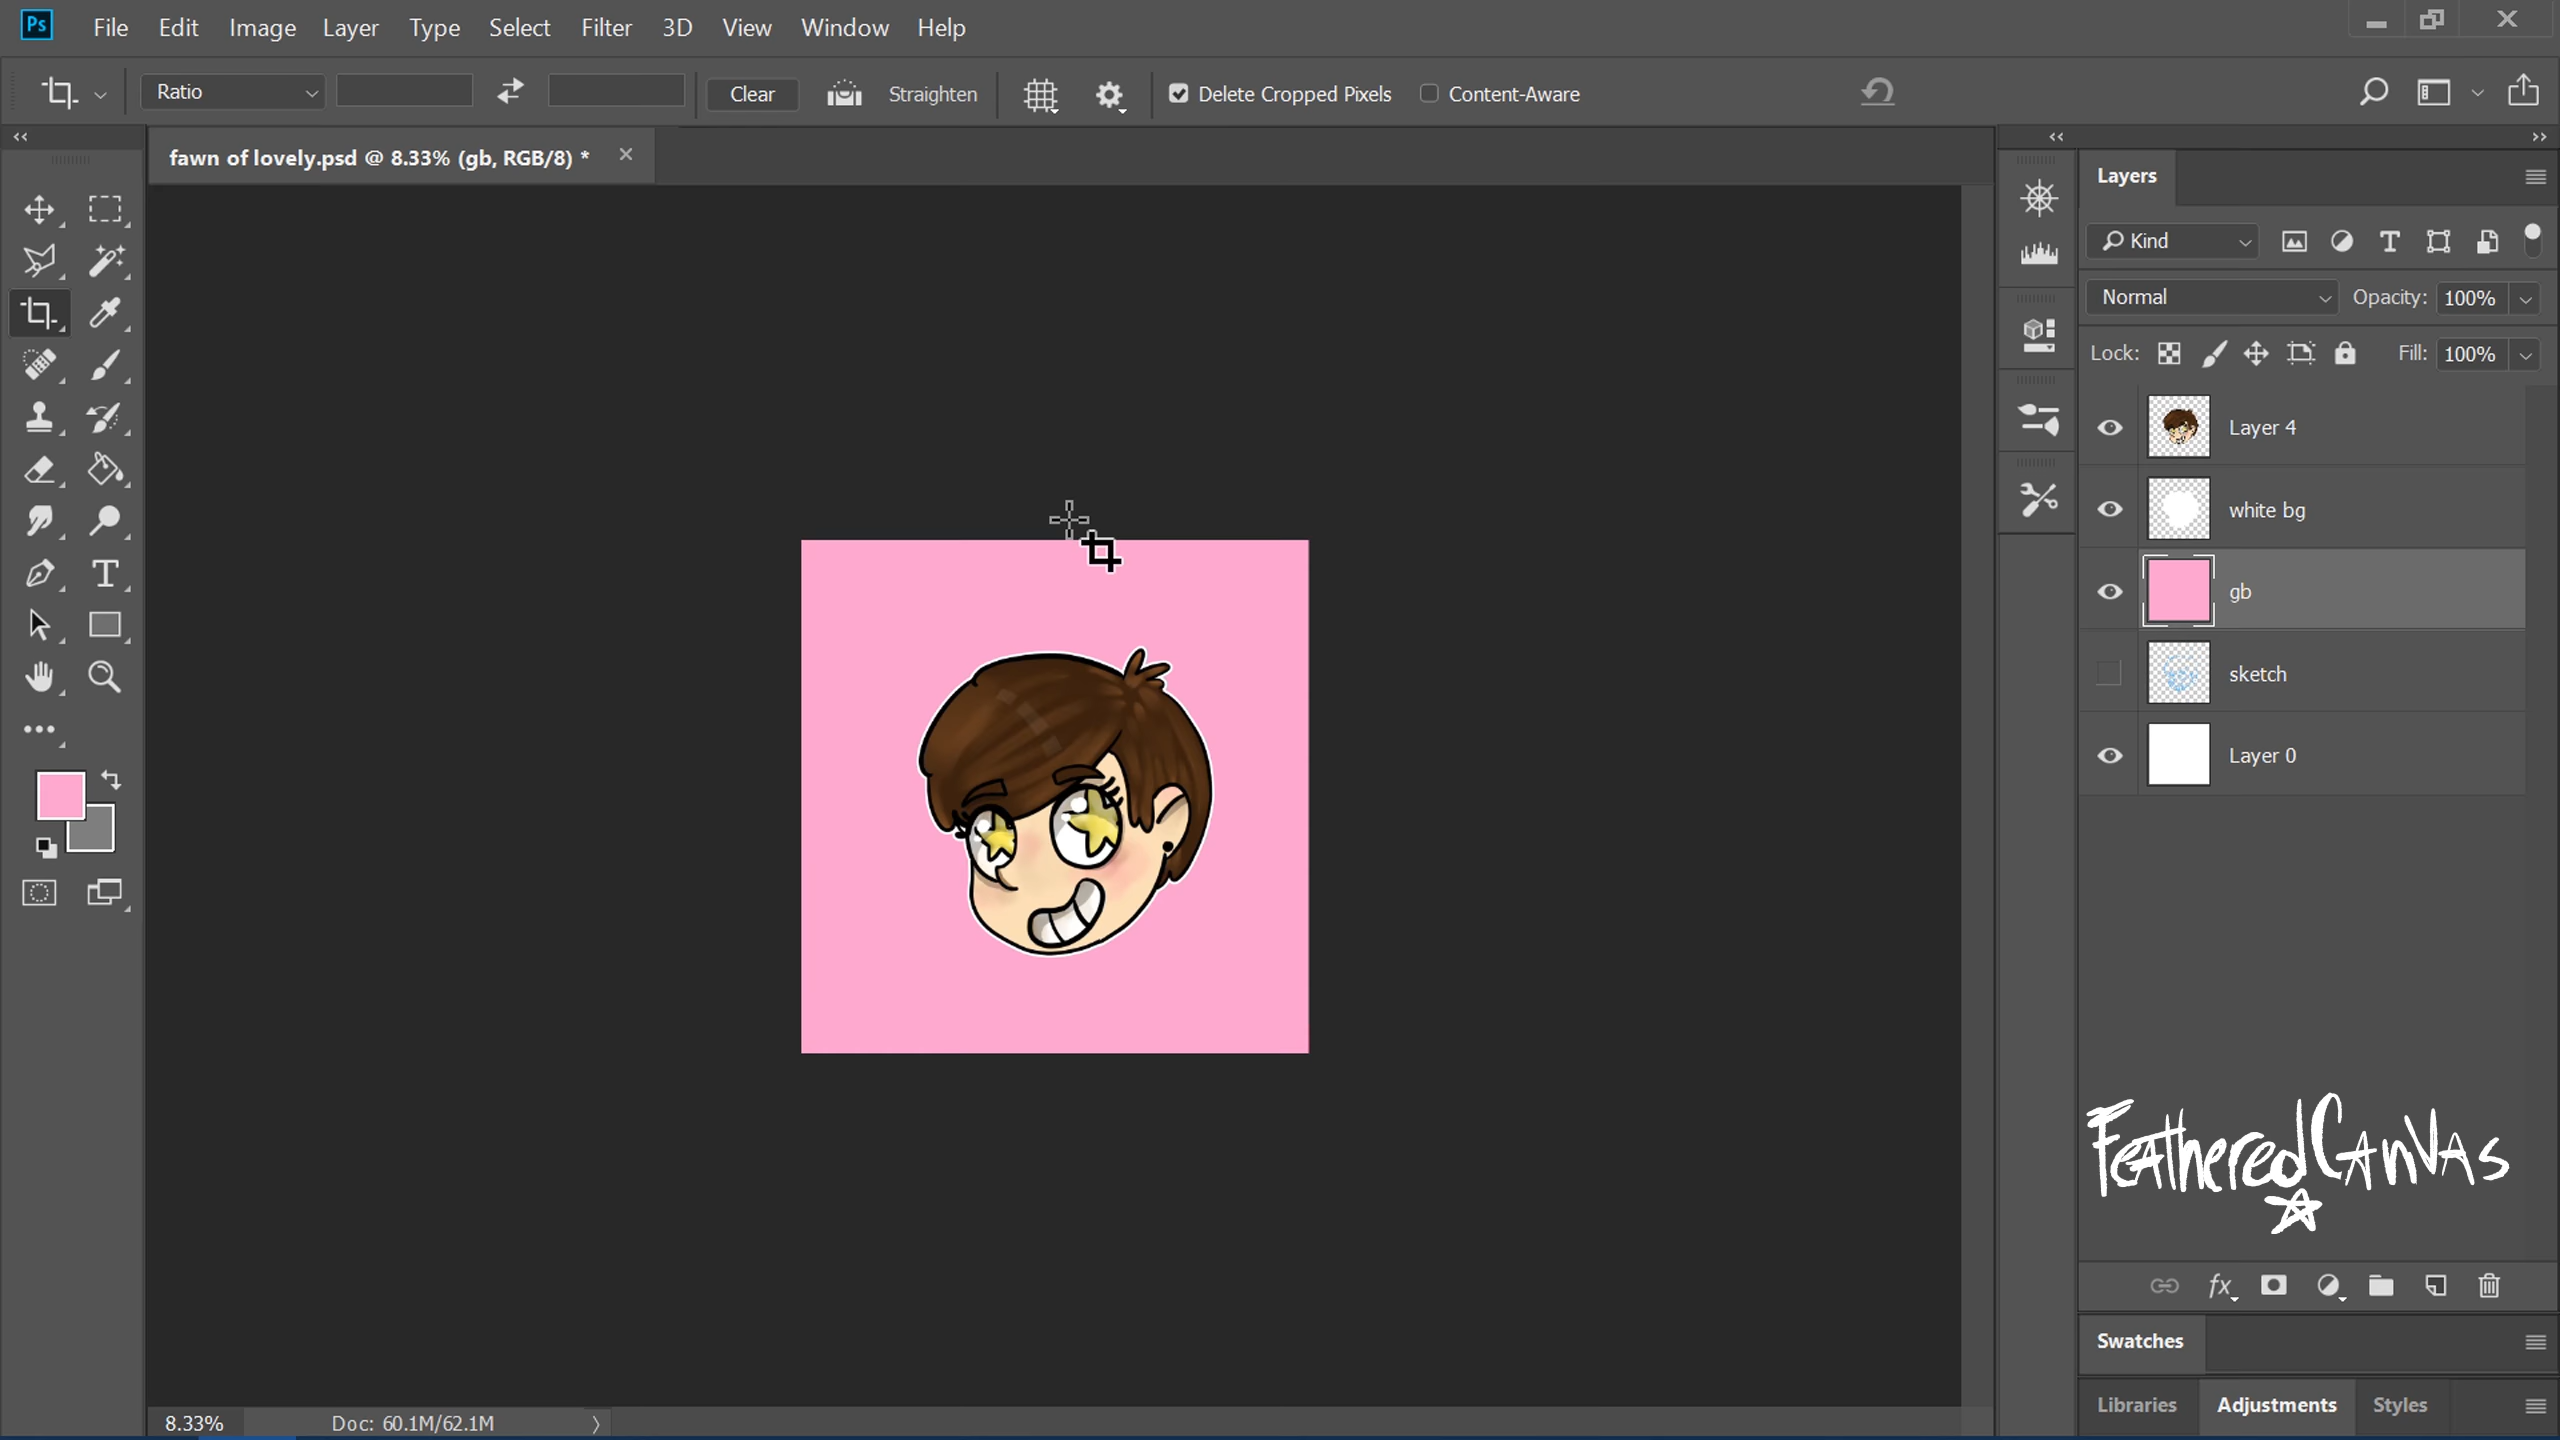 Ps File Edit Image Layer Type Select Filter 3D View Window Help
Ratio Clear Straighten Delete Cropped Pixels Content-Aware
fawn of lovely.psd @ 8.33% (gb, RGB/8) *
Layers
Kind
Normal Opacity: 100%
Lock: Fill: 100%
Layer 4
white bg
gb
sketch
Layer 0
FeatheredCanvas
fx
Swatches
Libraries Adjustments Styles
8.33% Doc: 60.1M/62.1M